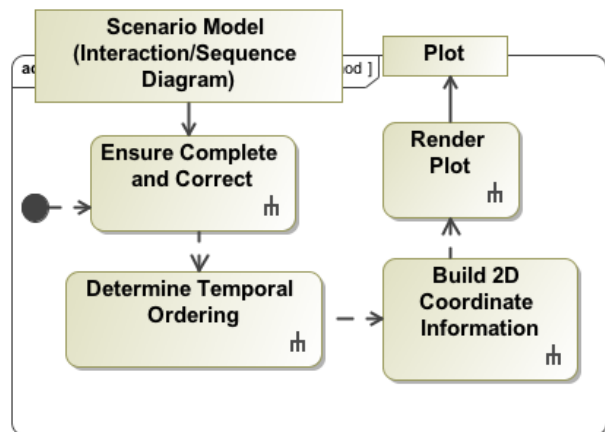 Scenario Model
(Interaction/Sequence
Diagram)
Plot
Ensure Complete
and Correct
Render
Plot
Determine Temporal
Ordering
Build 2D
Coordinate
Information